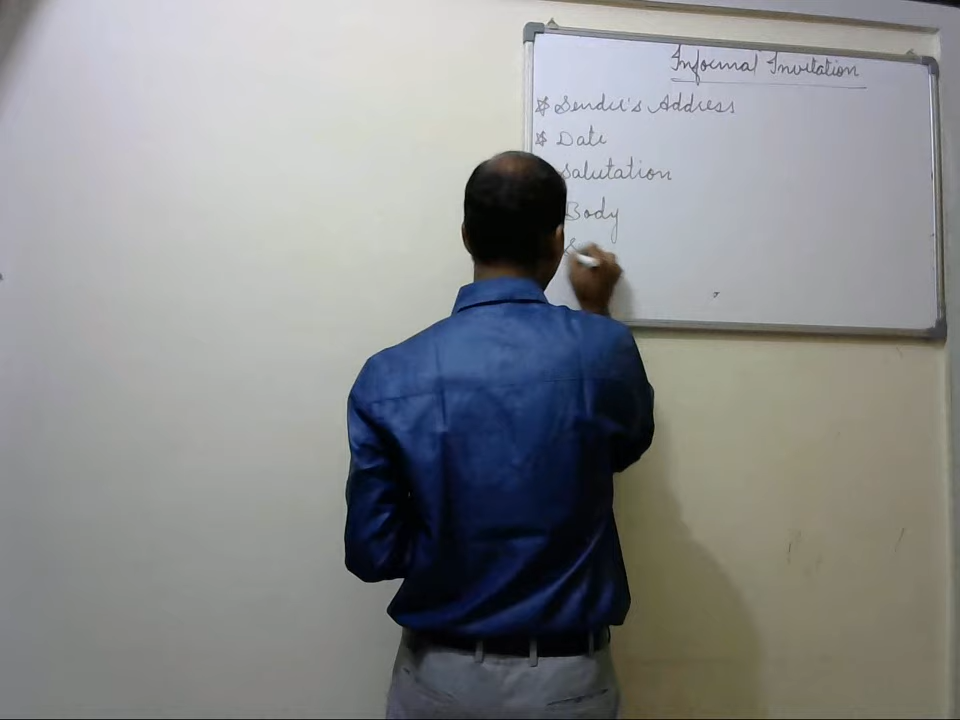 Informal Invitation
* Sender's Address
* Date
Salutation
Body
S